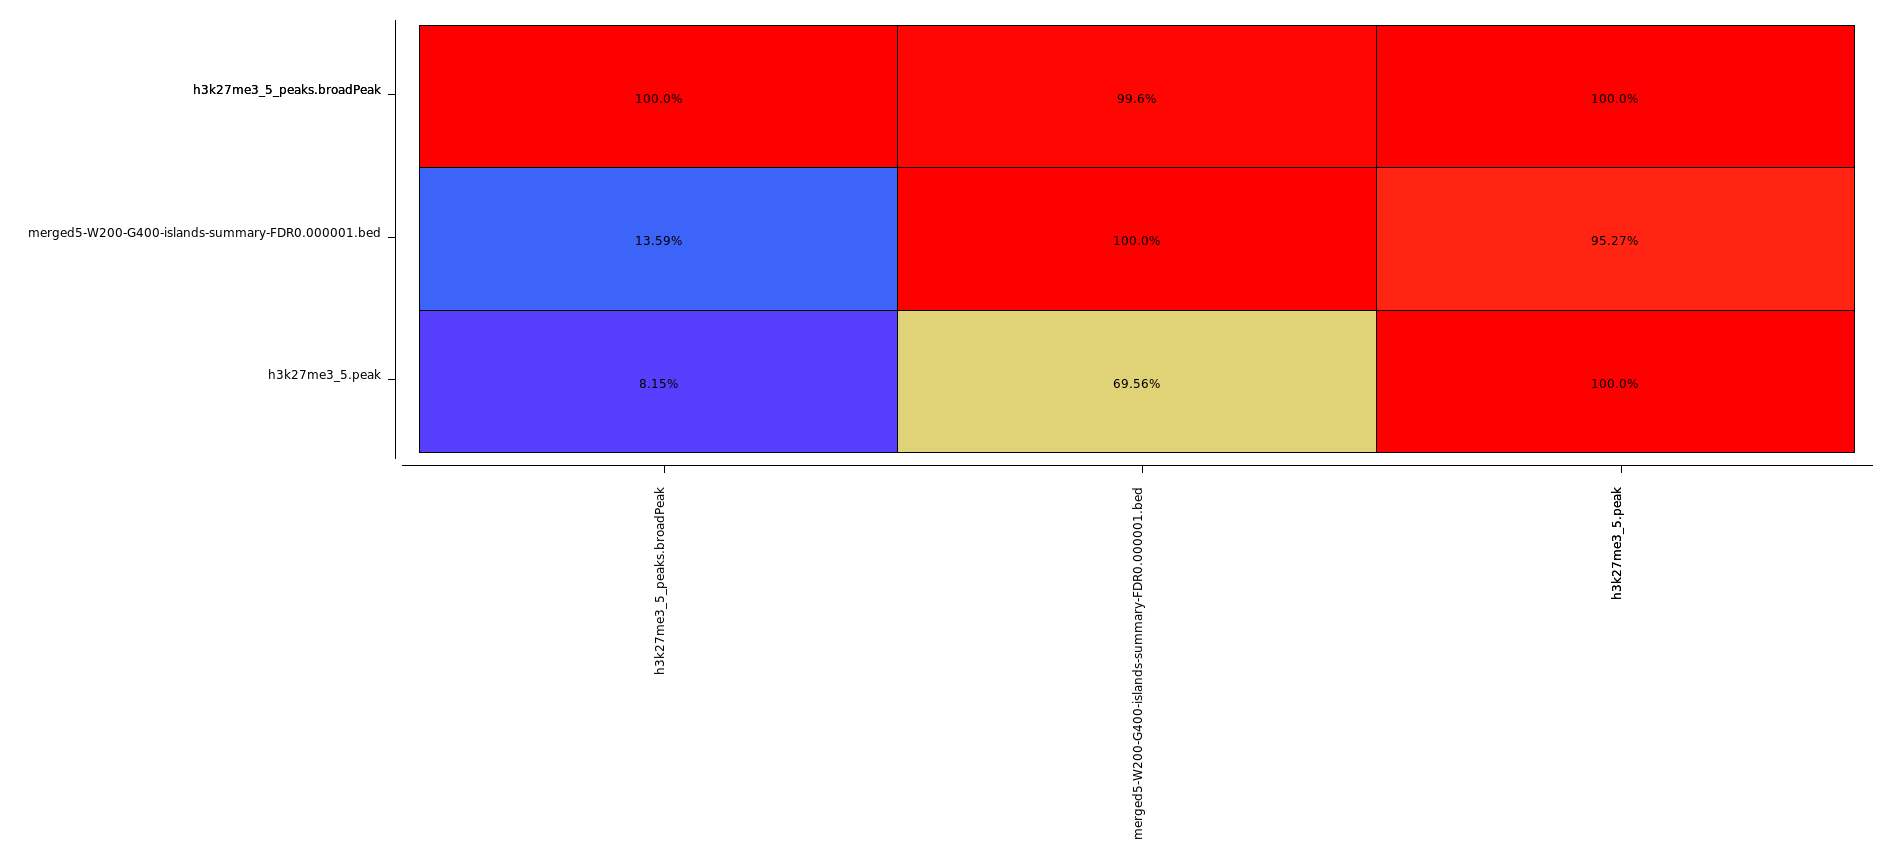 h3k27me3_5_peaks.broadPeak
100.0%
99.6%
100.0%
merged5-W200-G400-islands-summary-FDR0.000001.bed
13.59%
100.0%
95.27%
h3k27me3_5.peak
8.15%
69.56%
100.0%
h3k27me3_5_peaks.broadPeak
merged5-W200-G400-islands-summary-FDR0.000001.bed
h3k27me3_5.peak